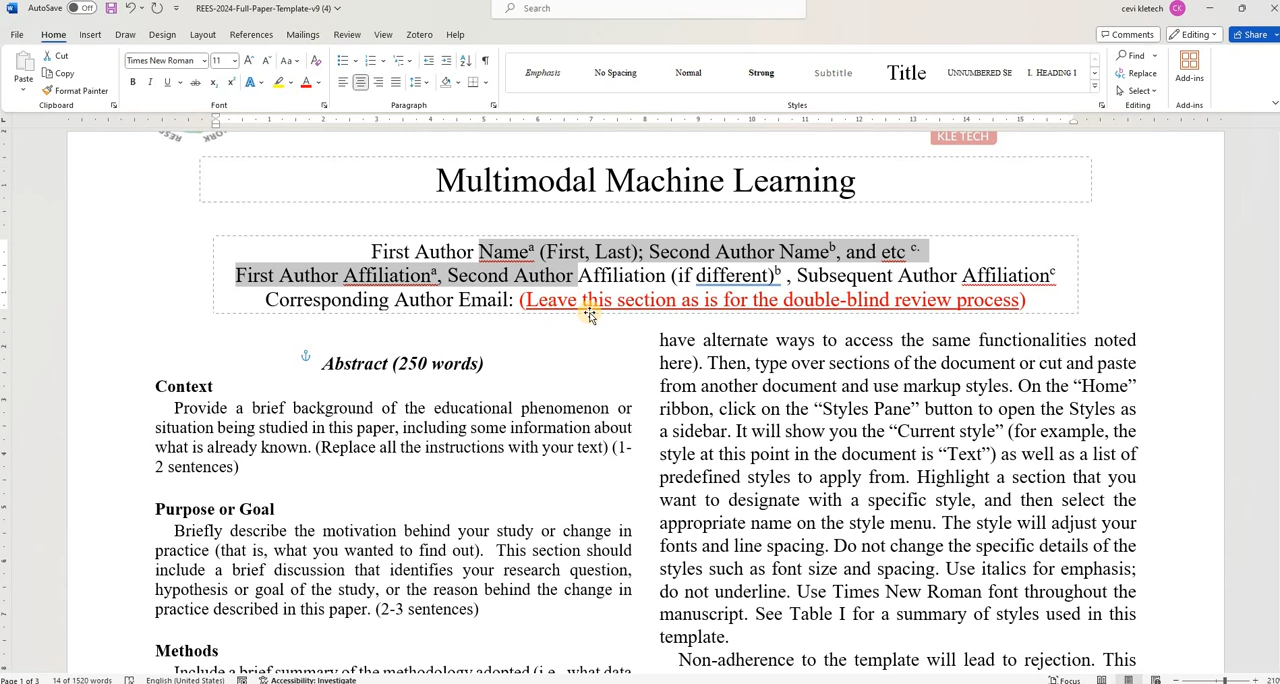 AutoSave Off REES-2024-Full-Paper-Template-v9 (4) Search cevi kletech CK
File Home Insert Draw Design Layout References Mailings Review View Zotero Help Comments Editing Share
Paste Cut Copy Format Painter
Times New Roman 11
Emphasis No Spacing Normal Strong Subtitle Title UNNUMBERED SE I. HEADING 1
Find Replace Select Add-ins
Clipboard Font Paragraph Styles Editing Add-ins
KLE TECH
Multimodal Machine Learning
First Author Nameᵃ (First, Last); Second Author Nameᵇ, and etc ᶜ·
First Author Affiliationᵃ, Second Author Affiliation (if different)ᵇ , Subsequent Author Affiliationᶜ
Corresponding Author Email: (Leave this section as is for the double-blind review process)
Abstract (250 words)
Context
Provide a brief background of the educational phenomenon or
situation being studied in this paper, including some information about
what is already known. (Replace all the instructions with your text) (1-
2 sentences)
Purpose or Goal
Briefly describe the motivation behind your study or change in
practice (that is, what you wanted to find out). This section should
include a brief discussion that identifies your research question,
hypothesis or goal of the study, or the reason behind the change in
practice described in this paper. (2-3 sentences)
Methods
Include a brief summary of the methodology adopted (i.e., what data
have alternate ways to access the same functionalities noted
here). Then, type over sections of the document or cut and paste
from another document and use markup styles. On the “Home”
ribbon, click on the “Styles Pane” button to open the Styles as
a sidebar. It will show you the “Current style” (for example, the
style at this point in the document is “Text”) as well as a list of
predefined styles to apply from. Highlight a section that you
want to designate with a specific style, and then select the
appropriate name on the style menu. The style will adjust your
fonts and line spacing. Do not change the specific details of the
styles such as font size and spacing. Use italics for emphasis;
do not underline. Use Times New Roman font throughout the
manuscript. See Table I for a summary of styles used in this
template.
Non-adherence to the template will lead to rejection. This
Page 1 of 3 14 of 1520 words English (United States) Accessibility: Investigate Focus 210